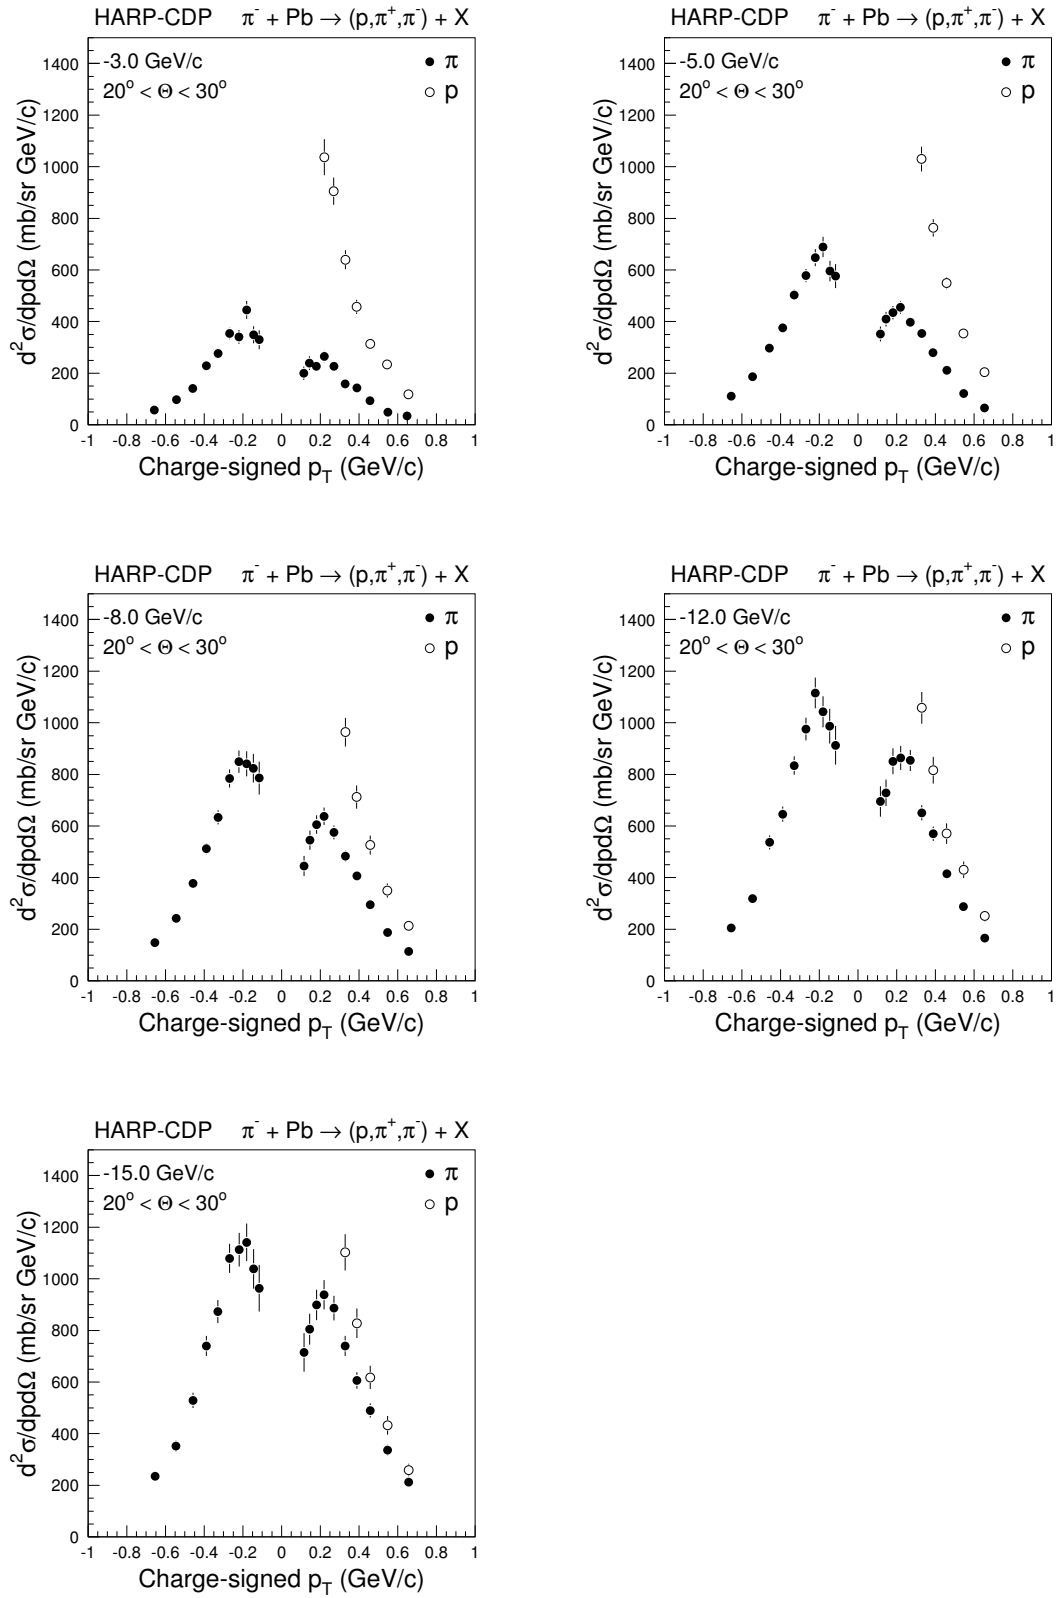 HARP-CDP π⁻ + Pb → (p,π⁺,π⁻) + X
-3.0 GeV/c
20° < Θ < 30°
π
p
d²σ/dpdΩ (mb/sr GeV/c)
1400
1200
1000
800
600
400
200
0
-1 -0.8 -0.6 -0.4 -0.2 0 0.2 0.4 0.6 0.8 1
Charge-signed p_T (GeV/c)
HARP-CDP π⁻ + Pb → (p,π⁺,π⁻) + X
-5.0 GeV/c
20° < Θ < 30°
π
p
d²σ/dpdΩ (mb/sr GeV/c)
1400
1200
1000
800
600
400
200
0
-1 -0.8 -0.6 -0.4 -0.2 0 0.2 0.4 0.6 0.8 1
Charge-signed p_T (GeV/c)
HARP-CDP π⁻ + Pb → (p,π⁺,π⁻) + X
-8.0 GeV/c
20° < Θ < 30°
π
p
d²σ/dpdΩ (mb/sr GeV/c)
1400
1200
1000
800
600
400
200
0
-1 -0.8 -0.6 -0.4 -0.2 0 0.2 0.4 0.6 0.8 1
Charge-signed p_T (GeV/c)
HARP-CDP π⁻ + Pb → (p,π⁺,π⁻) + X
-12.0 GeV/c
20° < Θ < 30°
π
p
d²σ/dpdΩ (mb/sr GeV/c)
1400
1200
1000
800
600
400
200
0
-1 -0.8 -0.6 -0.4 -0.2 0 0.2 0.4 0.6 0.8 1
Charge-signed p_T (GeV/c)
HARP-CDP π⁻ + Pb → (p,π⁺,π⁻) + X
-15.0 GeV/c
20° < Θ < 30°
π
p
d²σ/dpdΩ (mb/sr GeV/c)
1400
1200
1000
800
600
400
200
0
-1 -0.8 -0.6 -0.4 -0.2 0 0.2 0.4 0.6 0.8 1
Charge-signed p_T (GeV/c)